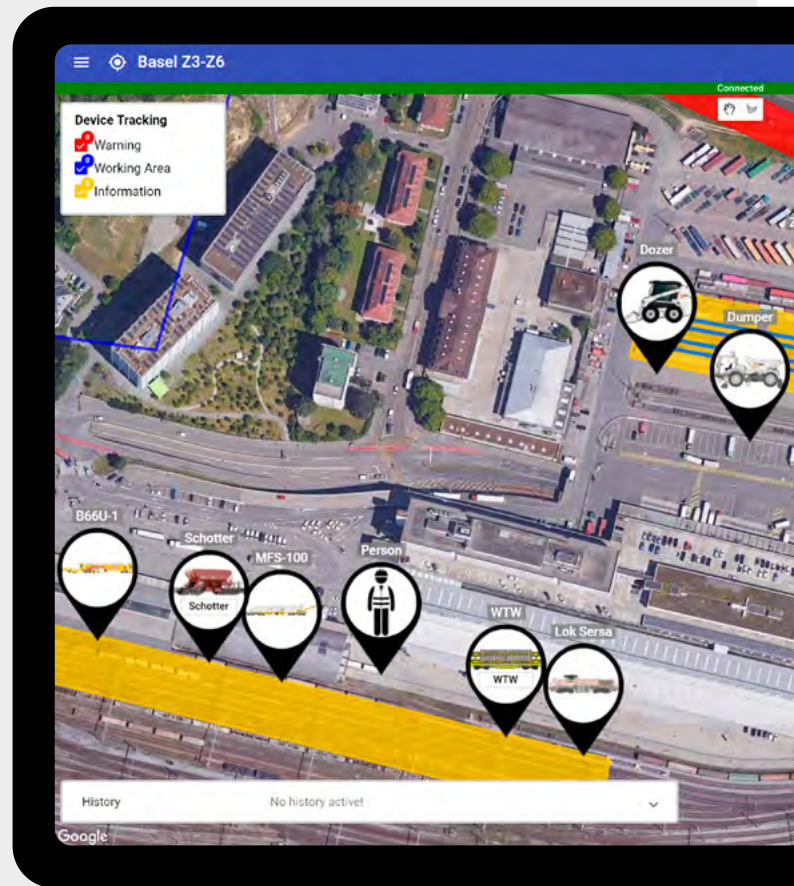 Basel Z3-Z6
Connected
Device Tracking
Warning
Working Area
Information
Dozer
Dumper
B66U-1
Schotter
Schotter
MFS-100
Person
WTW
WTW
Lok Sersa
History No history active!
Google